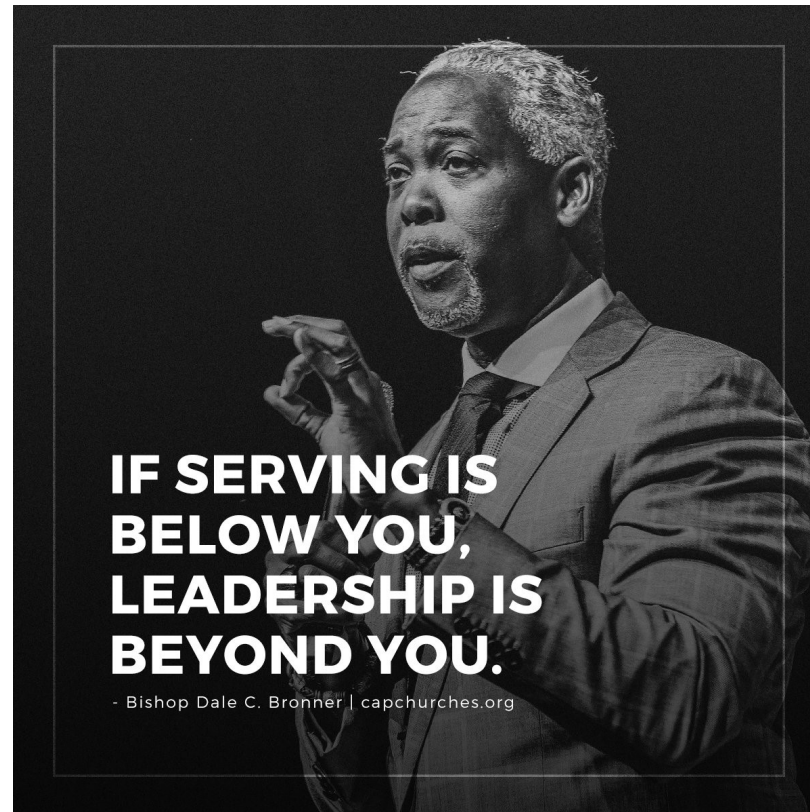 IF SERVING IS
BELOW YOU,
LEADERSHIP IS
BEYOND YOU.
- Bishop Dale C. Bronner | capchurches.org